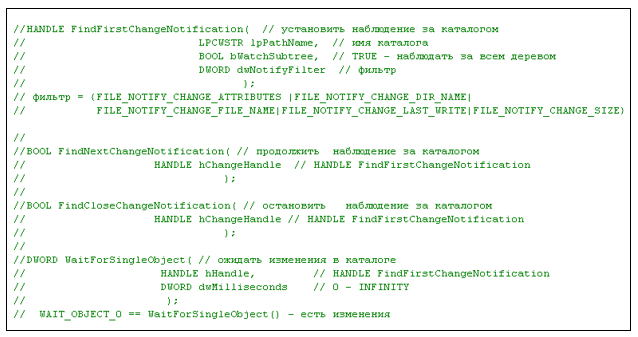 //HANDLE FindFirstChangeNotification(  // установить наблюдение за каталогом
//                           LPCWSTR lpPathName,  // имя каталога
//                           BOOL bWatchSubtree,  // TRUE - наблюдать за всем деревом
//                           DWORD dwNotifyFilter  // фильтр
//                                  );
// фильтр = (FILE_NOTIFY_CHANGE_ATTRIBUTES |FILE_NOTIFY_CHANGE_DIR_NAME|
//           FILE_NOTIFY_CHANGE_FILE_NAME|FILE_NOTIFY_CHANGE_LAST_WRITE|FILE_NOTIFY_CHANGE_SIZE)
//
//BOOL FindNextChangeNotification( // продолжить  наблюдение за каталогом
//                    HANDLE hChangeHandle  // HANDLE FindFirstChangeNotification
//                               );
//
//BOOL FindCloseChangeNotification( // остановить   наблюдение за каталогом
//                    HANDLE hChangeHandle // HANDLE FindFirstChangeNotification
//                               );
//
//DWORD WaitForSingleObject( // ожидать изменения в каталоге
//                     HANDLE hHandle,         // HANDLE FindFirstChangeNotification
//                     DWORD dwMilliseconds    // 0 - INFINITY
//                      );
//  WAIT_OBJECT_0 == WaitForSingleObject() - есть изменения